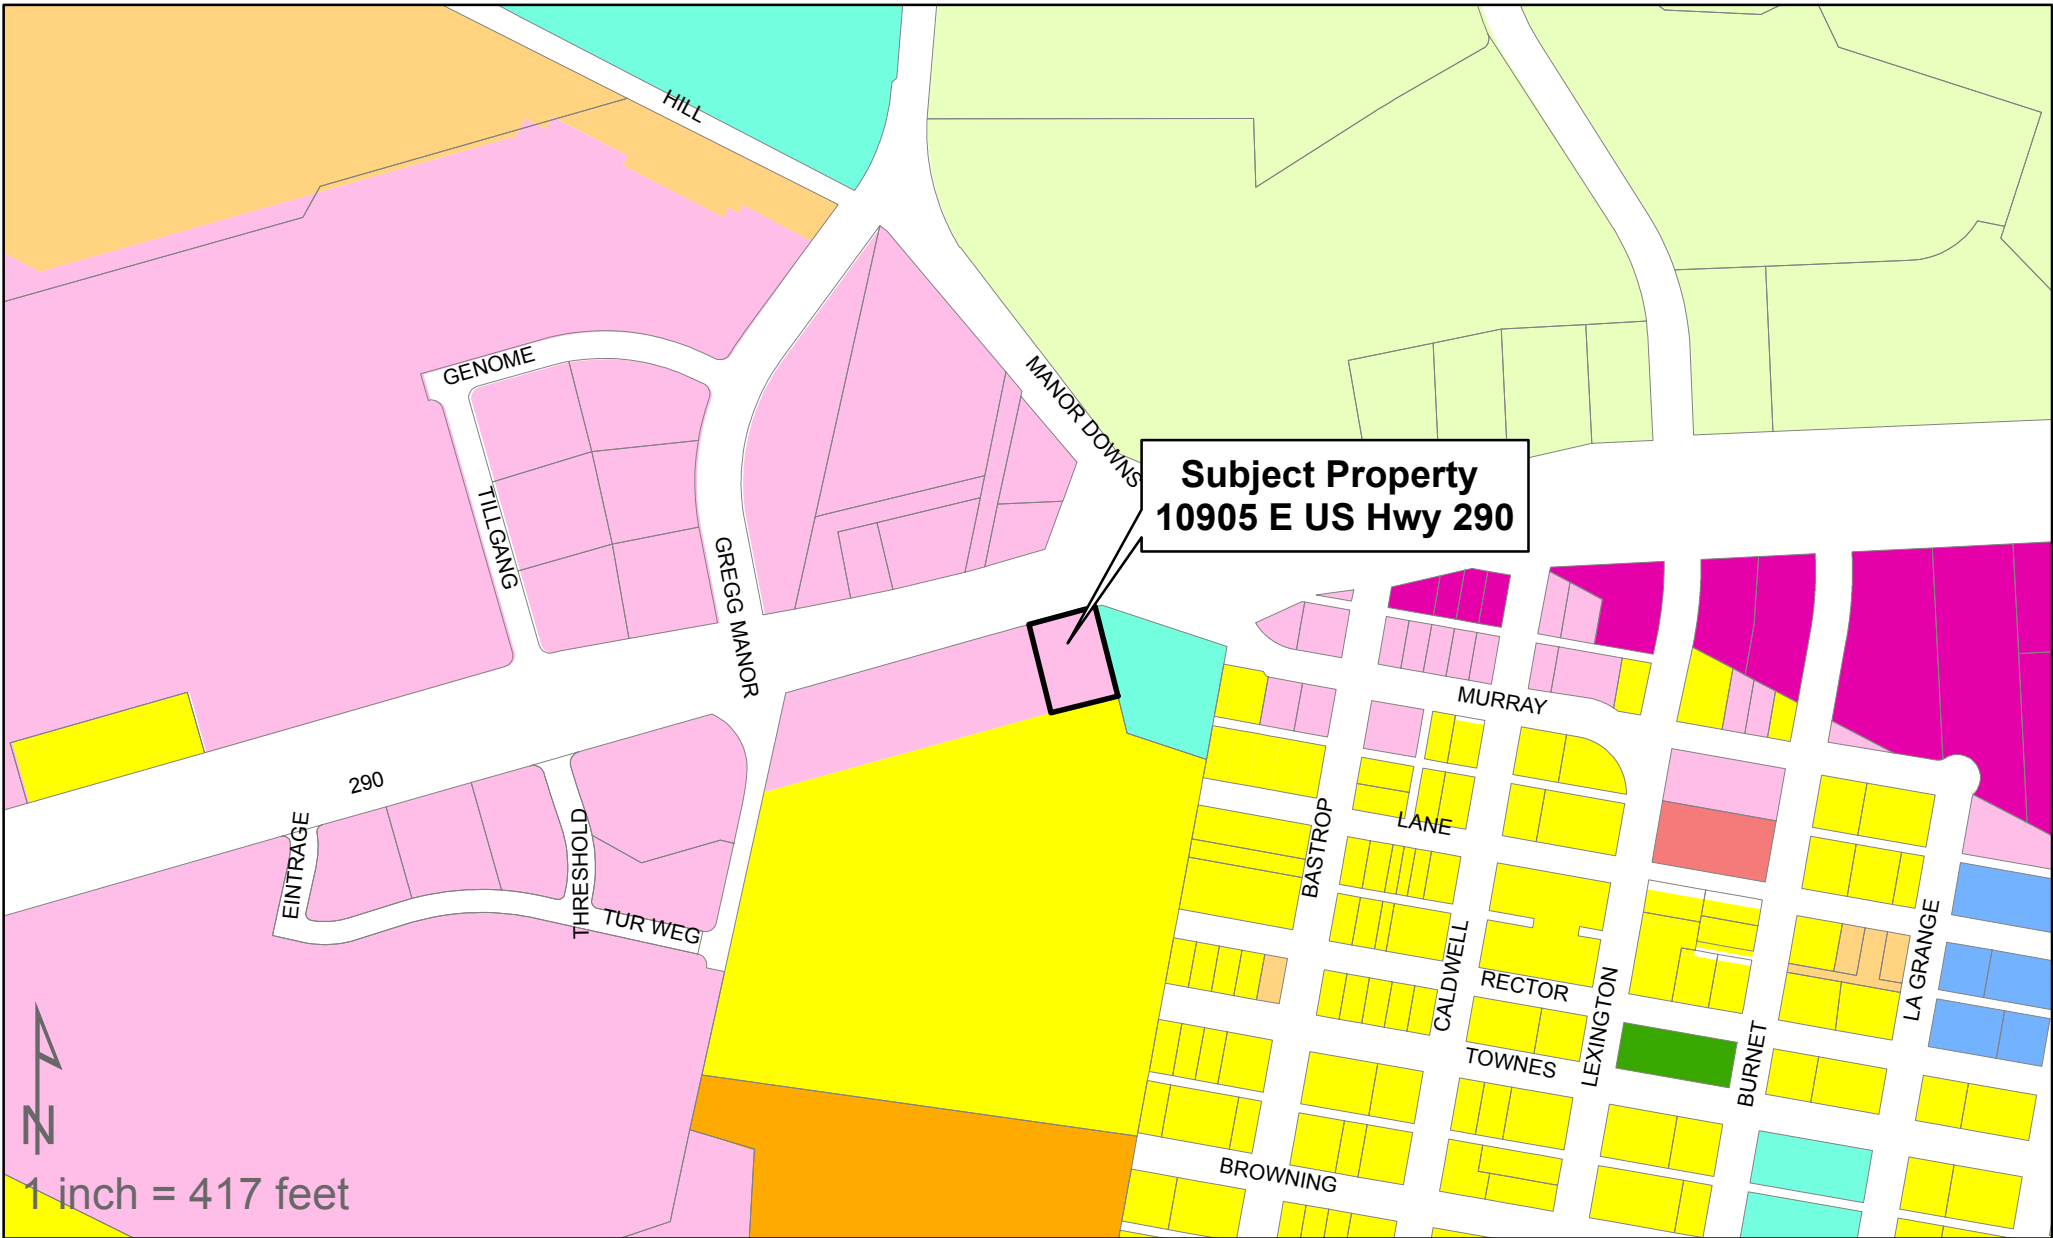 HILL
GENOME
MANOR DOWNS
Subject Property
10905 E US Hwy 290
TILLGANG
GREGG MANOR
MURRAY
290
EINTRAGE
THRESHOLD
TUR WEG
BASTROP
LANE
CALDWELL
RECTOR
LEXINGTON
LA GRANGE
TOWNES
BURNET
BROWNING
N
1 inch = 417 feet